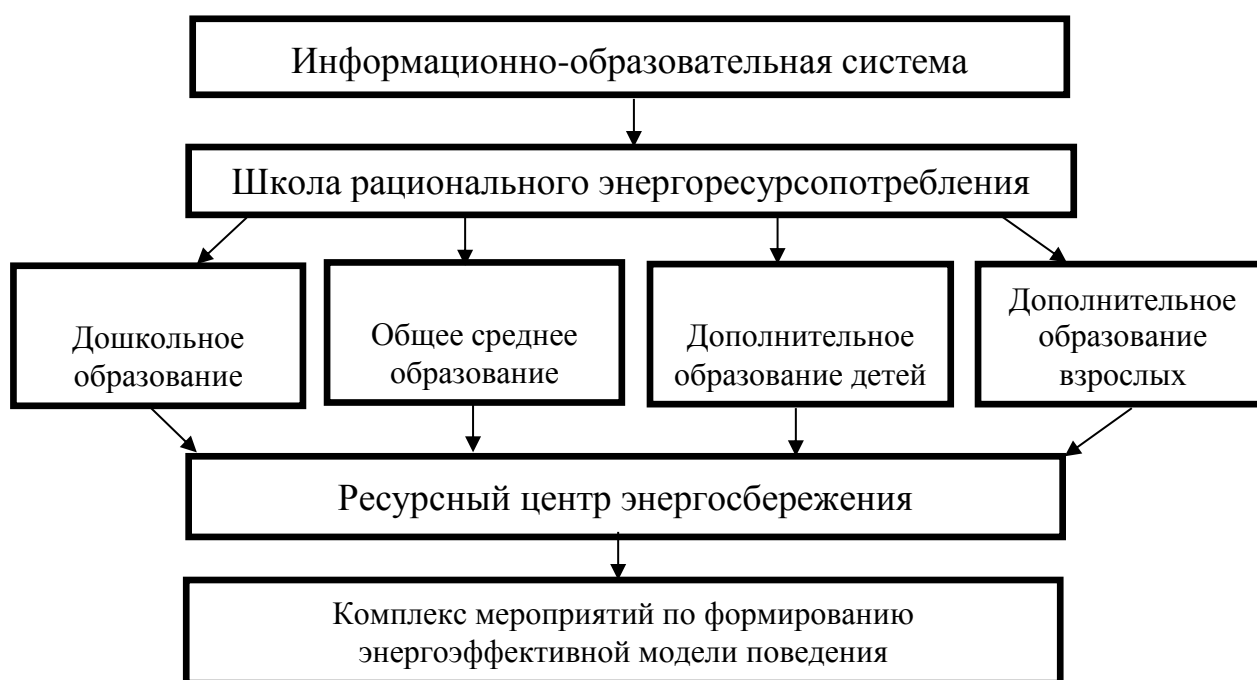 Информационно-образовательная система
Школа рационального энергоресурсопотребления
Дошкольное
образование
Общее среднее
образование
Дополнительное
образование детей
Дополнительное
образование
взрослых
Ресурсный центр энергосбережения
Комплекс мероприятий по формированию
энергоэффективной модели поведения